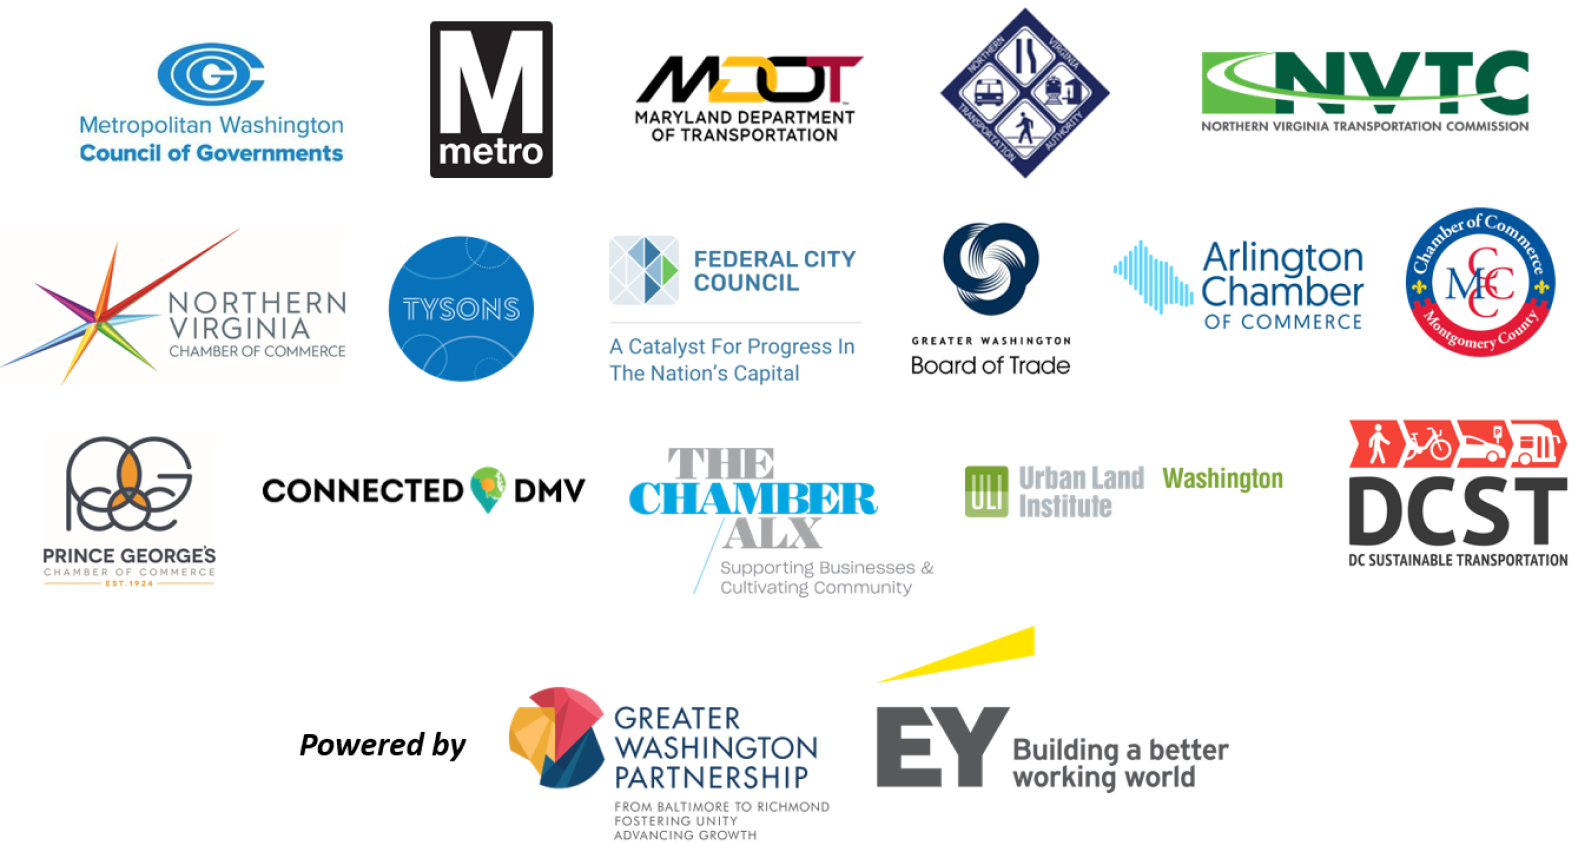 Metropolitan Washington
Council of Governments
M
metro
MDOT
MARYLAND DEPARTMENT
OF TRANSPORTATION
NORTHERN
VIRGINIA
TRANSPORTATION
AUTHORITY
NVTC
NORTHERN VIRGINIA TRANSPORTATION COMMISSION
NORTHERN
VIRGINIA
CHAMBER OF COMMERCE
TYSONS
FEDERAL CITY
COUNCIL
A Catalyst For Progress In
The Nation's Capital
GREATER WASHINGTON
Board of Trade
Arlington
Chamber
OF COMMERCE
Chamber of Commerce
MCCC
Montgomery County
PGCOC
PRINCE GEORGE'S
CHAMBER OF COMMERCE
EST.1924
CONNECTED DMV
THE
CHAMBER
ALX
Supporting Businesses &
Cultivating Community
ULI
Urban Land
Institute
Washington
DCST
DC SUSTAINABLE TRANSPORTATION
Powered by
GREATER
WASHINGTON
PARTNERSHIP
FROM BALTIMORE TO RICHMOND
FOSTERING UNITY
ADVANCING GROWTH
EY
Building a better
working world